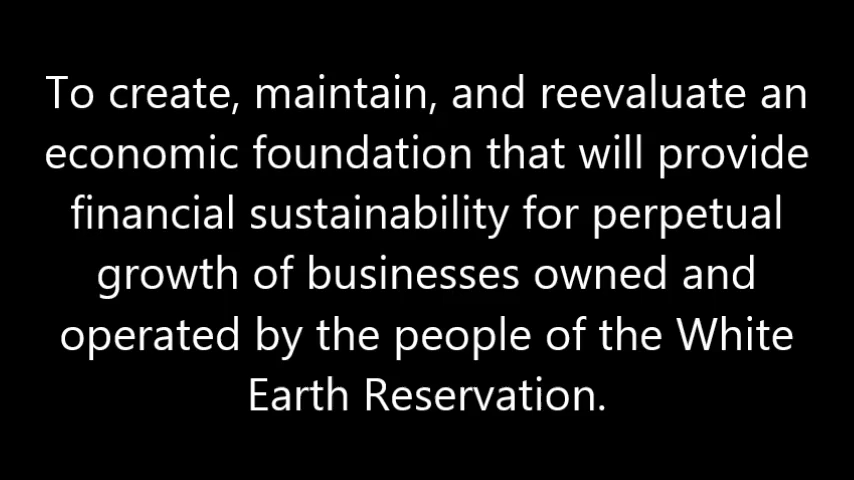 To create, maintain, and reevaluate an
economic foundation that will provide
financial sustainability for perpetual
growth of businesses owned and
operated by the people of the White
Earth Reservation.